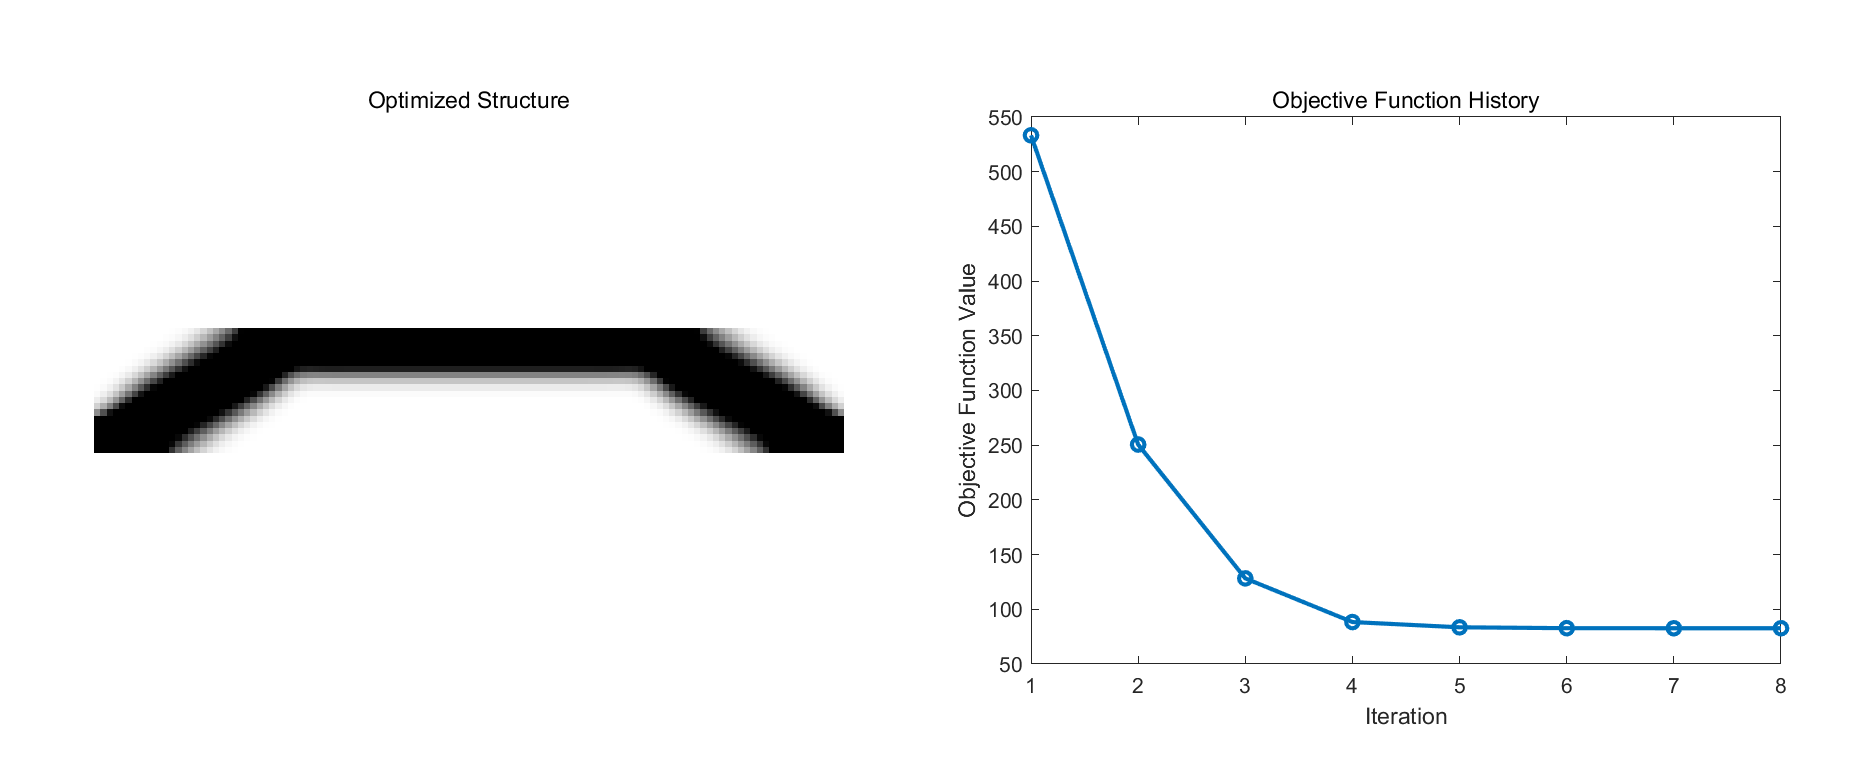 Optimized Structure
Objective Function History
Objective Function Value
550
500
450
400
350
300
250
200
150
100
50
1 2 3 4 5 6 7 8
Iteration